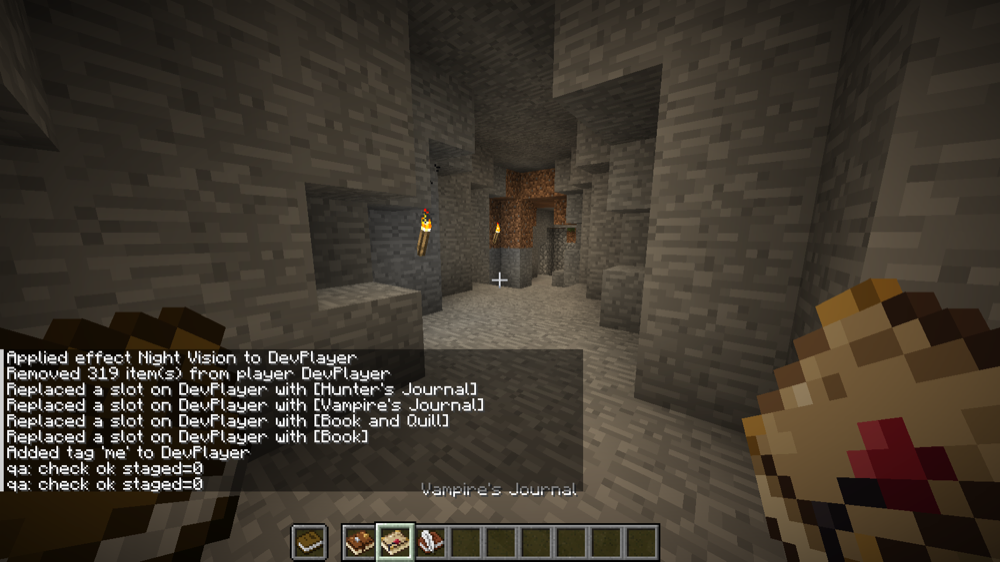 Applied effect Night Vision to DevPlayer
Removed 319 item(s) from player DevPlayer
Replaced a slot on DevPlayer with [Hunter's Journal]
Replaced a slot on DevPlayer with [Vampire's Journal]
Replaced a slot on DevPlayer with [Book and Quill]
Replaced a slot on DevPlayer with [Book]
Added tag 'me' to DevPlayer
qa: check ok staged=0
qa: check ok staged=0
Vampire's Journal